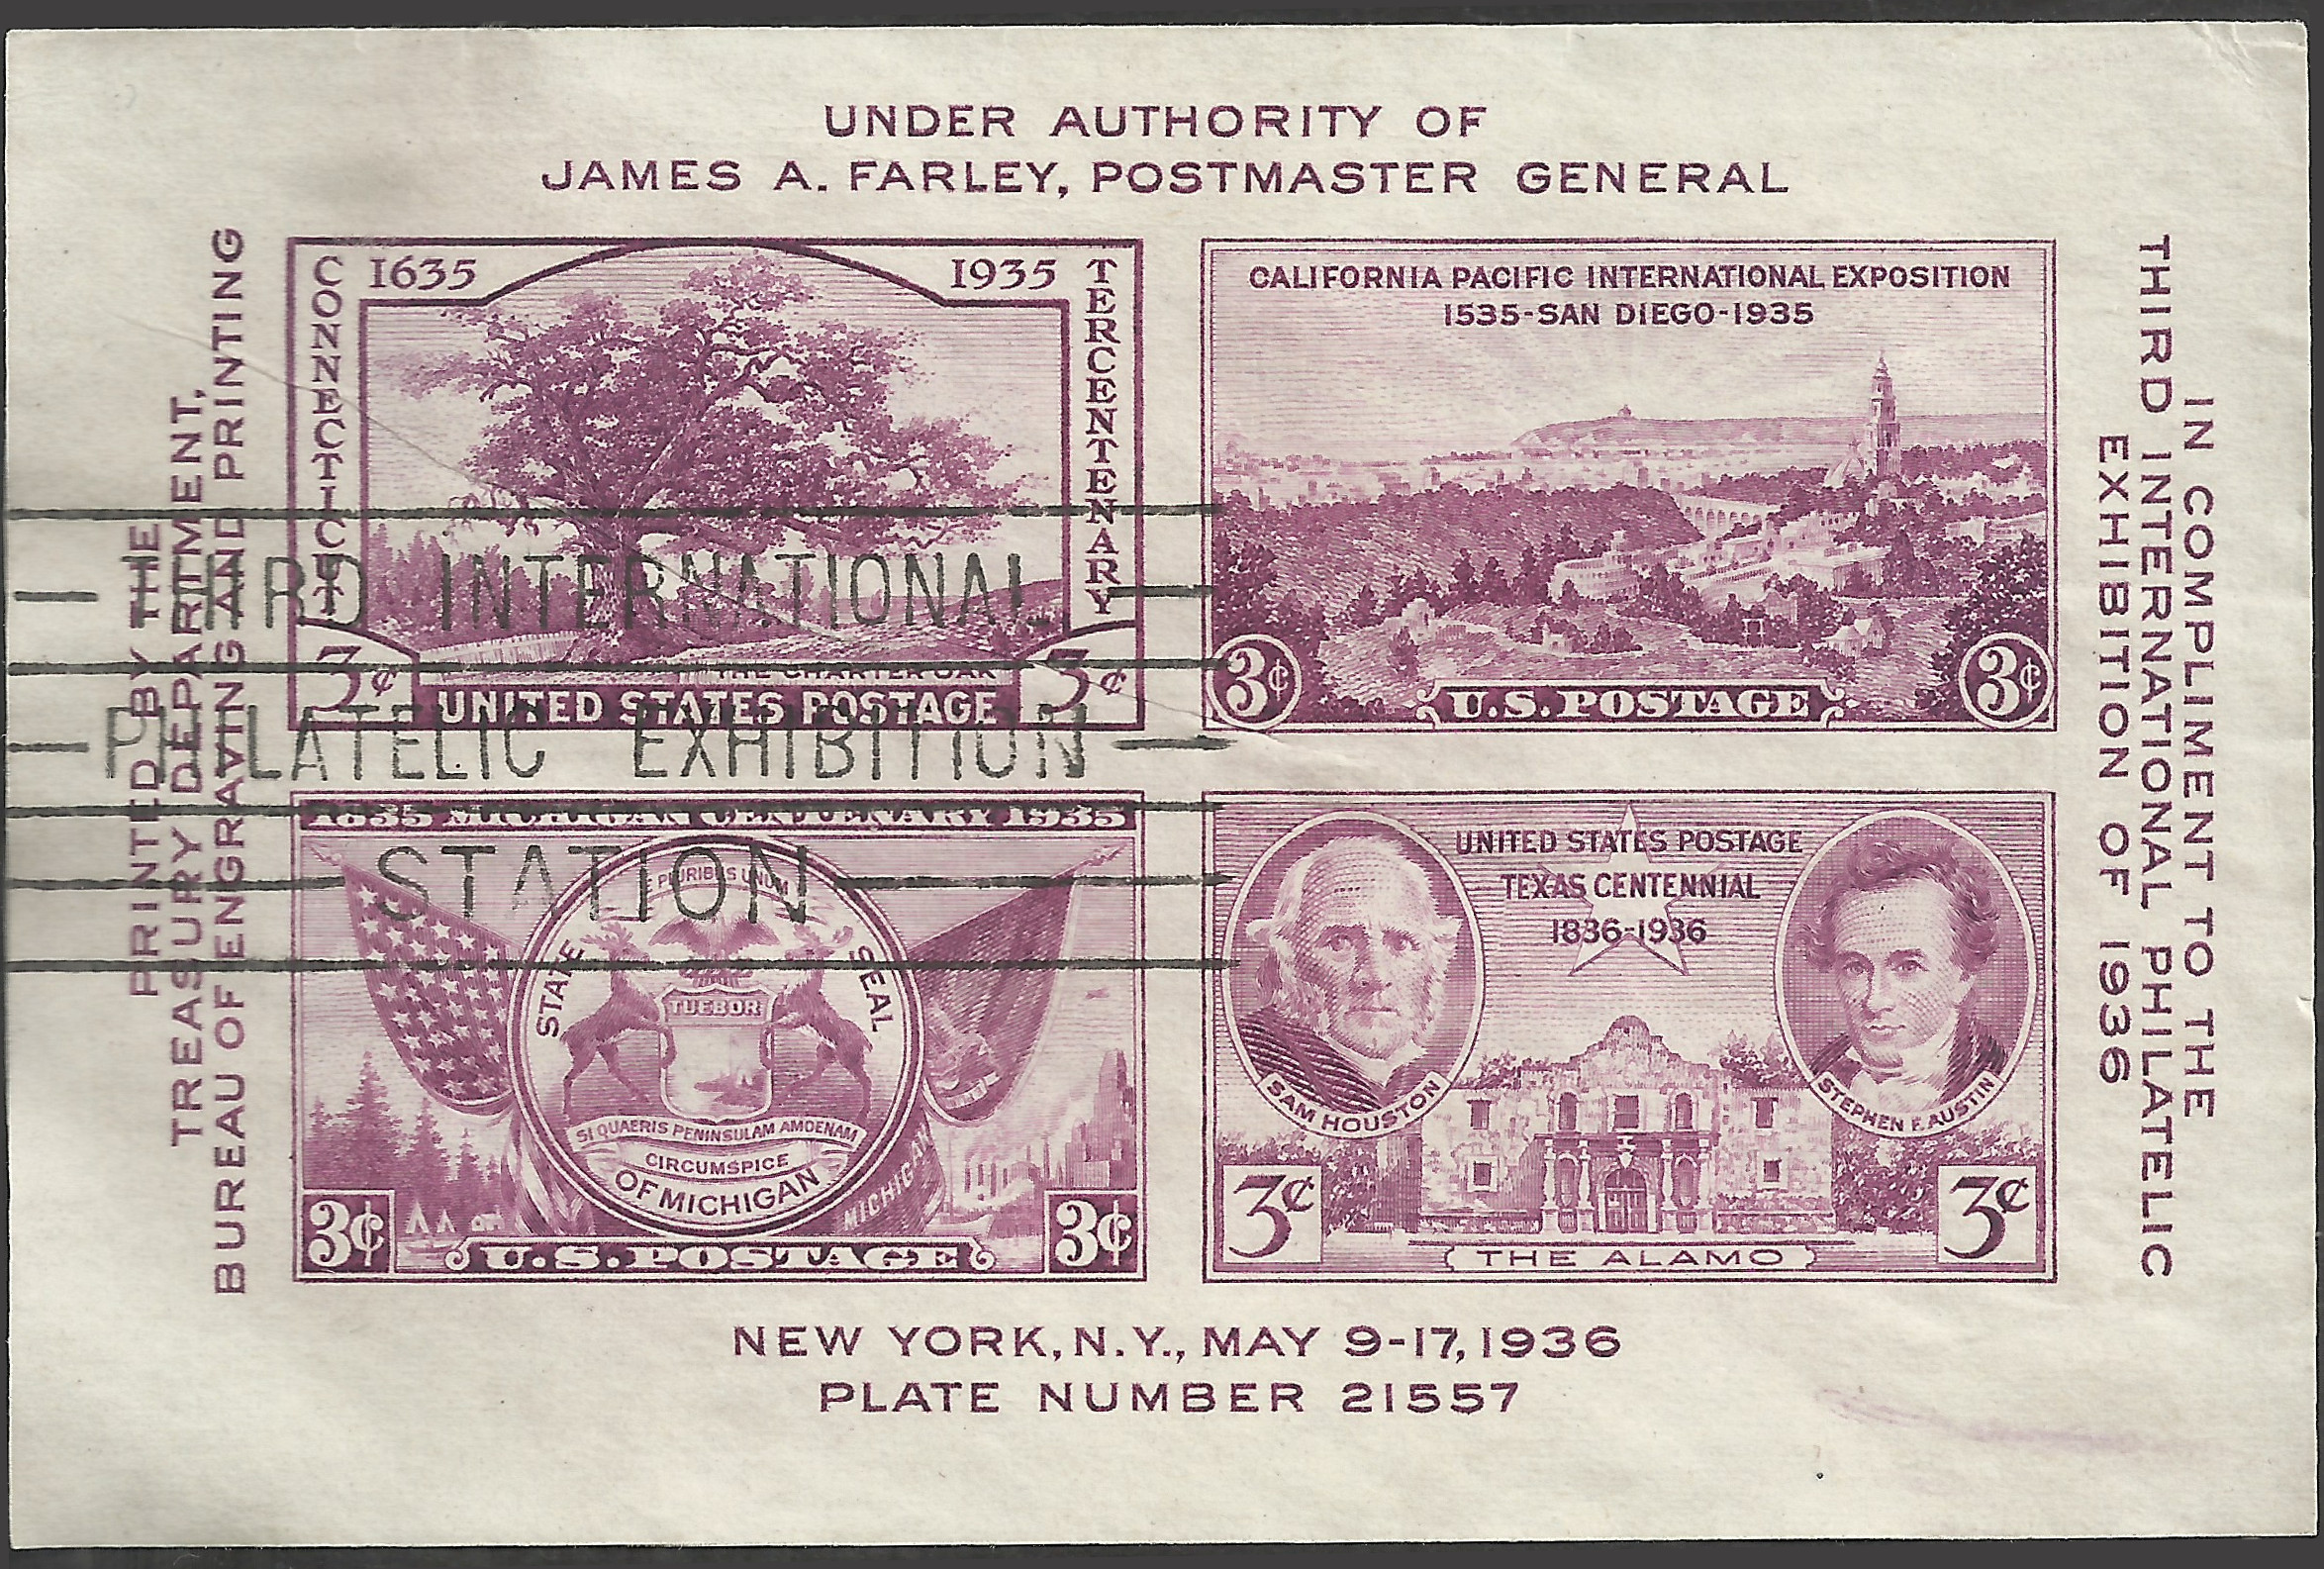 UNDER AUTHORITY OF
JAMES A. FARLEY, POSTMASTER GENERAL
PRINTED BY THE
TREASURY DEPARTMENT,
BUREAU OF ENGRAVING AND PRINTING
CONNECTICUT
1635
1935
TERCENTENARY
THE CHARTER OAK
3¢
UNITED STATES POSTAGE
3¢
CALIFORNIA PACIFIC INTERNATIONAL EXPOSITION
1535-SAN DIEGO-1935
3¢
U.S. POSTAGE
3¢
IN COMPLIMENT TO THE
THIRD INTERNATIONAL PHILATELIC
EXHIBITION OF 1936
IRD INTERNATIONAL
PHILATELIC EXHIBITION
STATION
1835 MICHIGAN CENTENARY 1935
E PLURIBUS UNUM
STATE
SEAL
TUEBOR
SI QUAERIS PENINSULAM AMOENAM
CIRCUMSPICE
OF MICHIGAN
MICHIGAN
3¢
U.S. POSTAGE
3¢
UNITED STATES POSTAGE
TEXAS CENTENNIAL
1836-1936
SAM HOUSTON
STEPHEN F. AUSTIN
3¢
THE ALAMO
3¢
NEW YORK, N.Y., MAY 9-17, 1936
PLATE NUMBER 21557